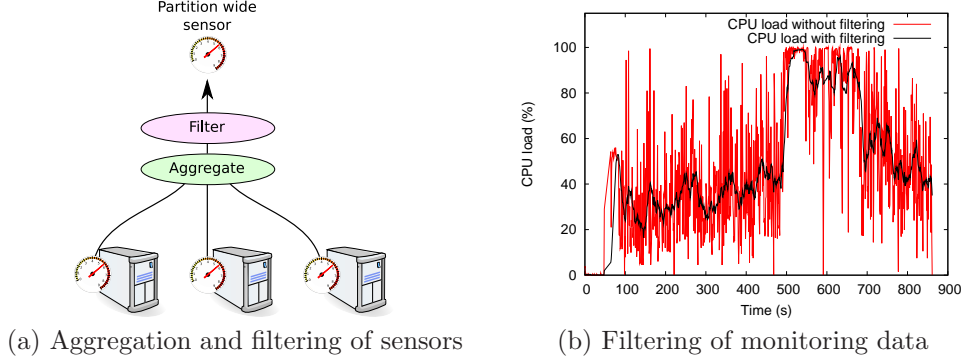 Partition wide
sensor
Filter
Aggregate
(a) Aggregation and filtering of sensors
CPU load without filtering
CPU load with filtering
CPU load (%)
100
80
60
40
20
0
0 100 200 300 400 500 600 700 800 900
Time (s)
(b) Filtering of monitoring data